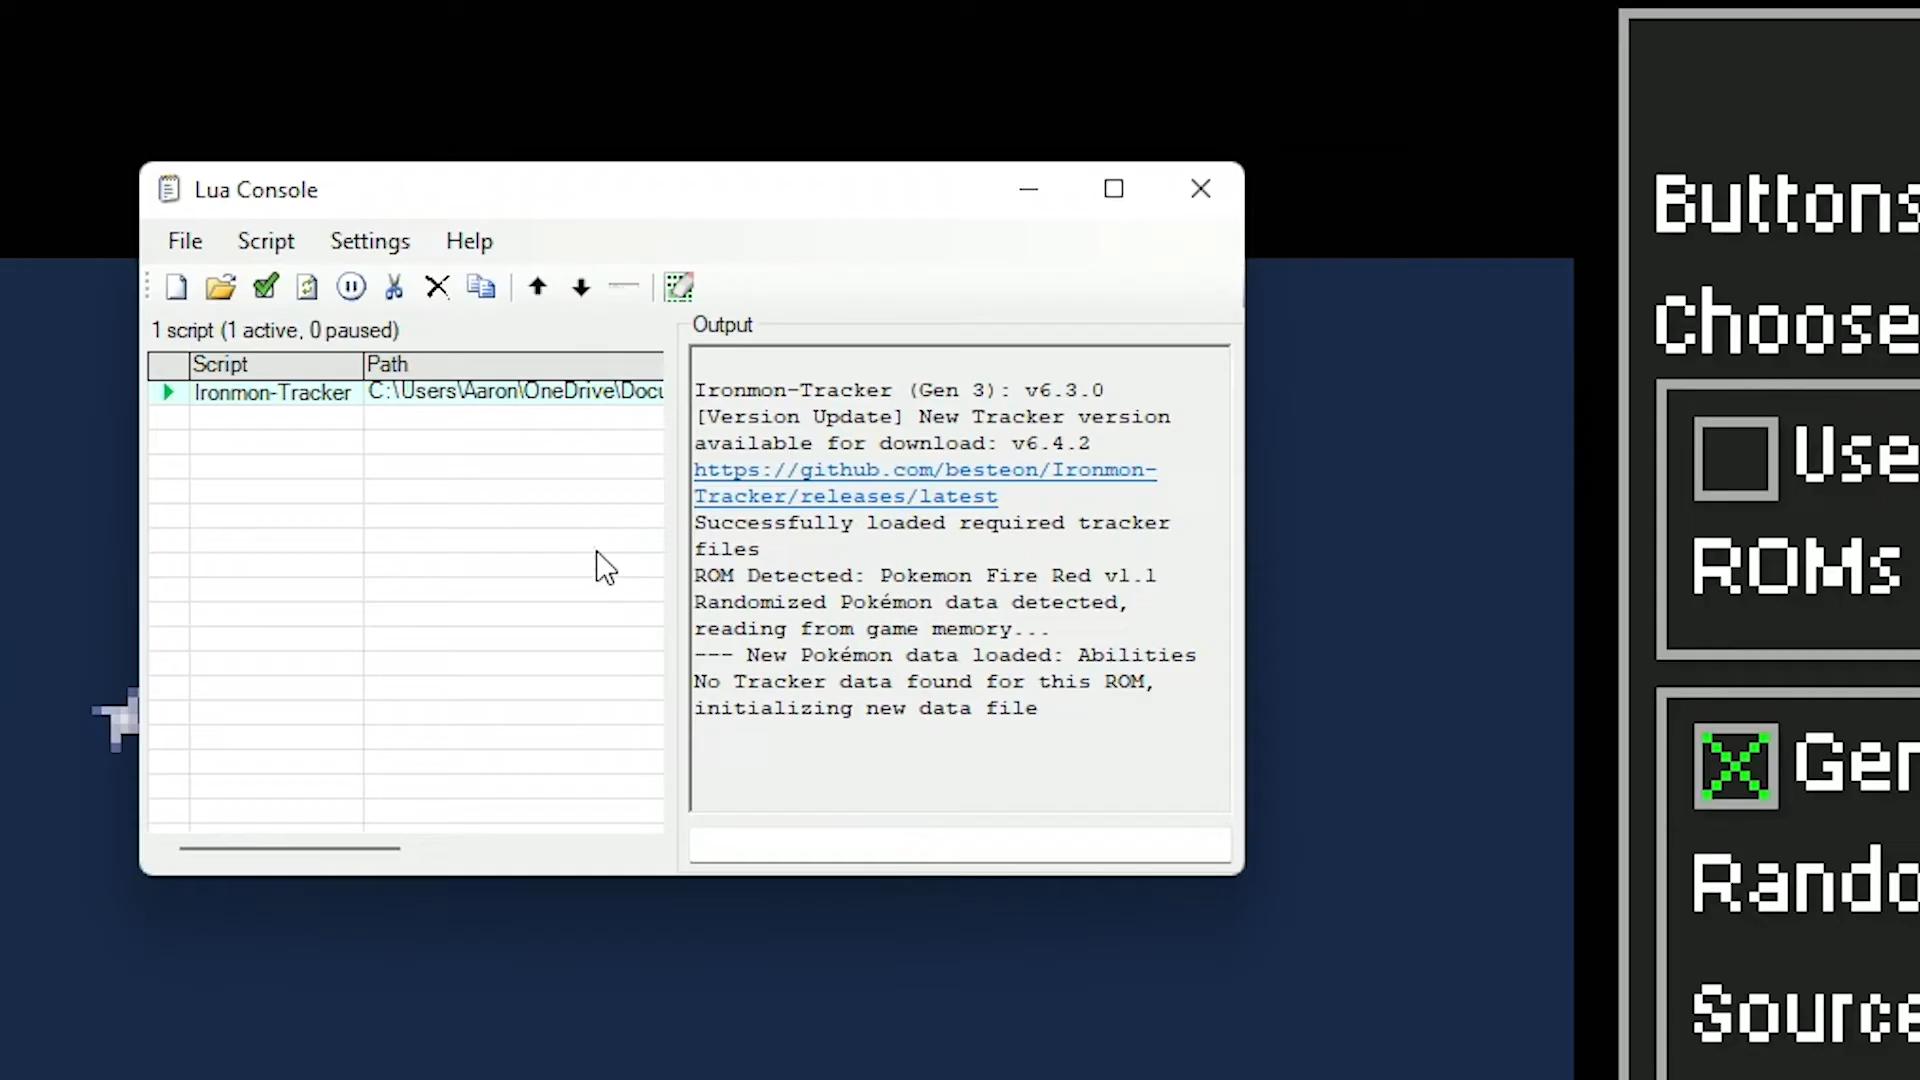 Lua Console
File Script Settings Help
1 script (1 active, 0 paused)
Script Path
Ironmon-Tracker C:\Users\Aaron\OneDrive\Docu
Output
Ironmon-Tracker (Gen 3): v6.3.0
[Version Update] New Tracker version
available for download: v6.4.2
https://github.com/besteon/Ironmon-
Tracker/releases/latest
Successfully loaded required tracker
files
ROM Detected: Pokemon Fire Red v1.1
Randomized Pokémon data detected,
reading from game memory...
--- New Pokémon data loaded: Abilities
No Tracker data found for this ROM,
initializing new data file
Buttons
Choose
Use
ROMs
Gen
Rando
Source